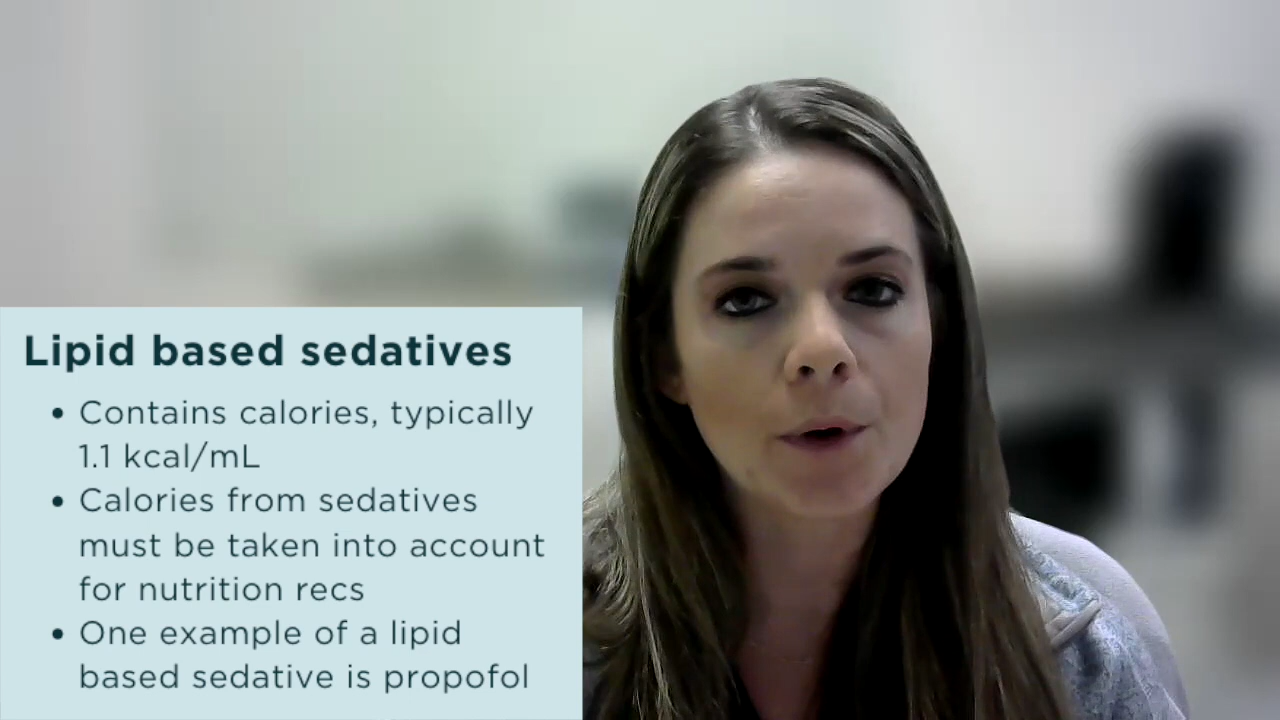 Lipid based sedatives
• Contains calories, typically
1.1 kcal/mL
• Calories from sedatives
must be taken into account
for nutrition recs
• One example of a lipid
based sedative is propofol